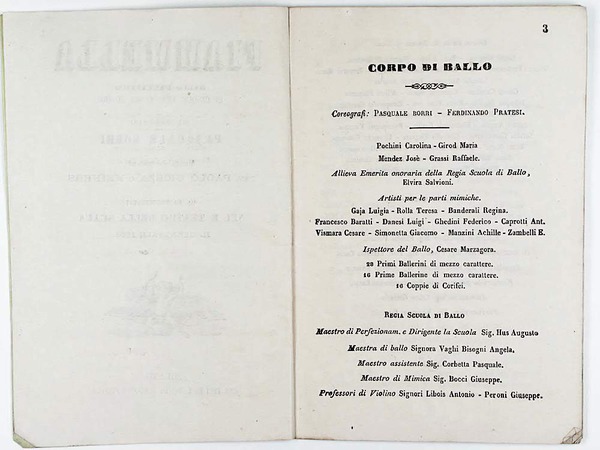 3
CORPO DI BALLO
Coreografi: PASQUALE BORRI – FERDINANDO PRATESI.
Pochini Carolina - Girod Maria
Mendez Josè - Grassi Raffaele.
Allieva Emerita onoraria della Regia Scuola di Ballo,
Elvira Salvioni.
Artisti per le parti mimiche.
Gaja Luigia - Rolla Teresa - Banderali Regina.
Francesco Baratti - Danesi Luigi - Ghedini Federico - Caprotti Ant.
Vismara Cesare - Simonetta Giacomo - Manzini Achille - Zambelli E.
Ispettore del Ballo, Cesare Marzagora.
20 Primi Ballerini di mezzo carattere.
16 Prime Ballerine di mezzo carattere.
16 Coppie di Corifei.
REGIA SCUOLA DI BALLO
Maestro di Perfezionam. e Dirigente la Scuola Sig. Hus Augusto
Maestra di ballo Signora Vaghi Bisogni Angela.
Maestro assistente Sig. Corbetta Pasquale.
Maestro di Mimica Sig. Bocci Giuseppe.
Professori di Violino Signori Libois Antonio - Peroni Giuseppe.